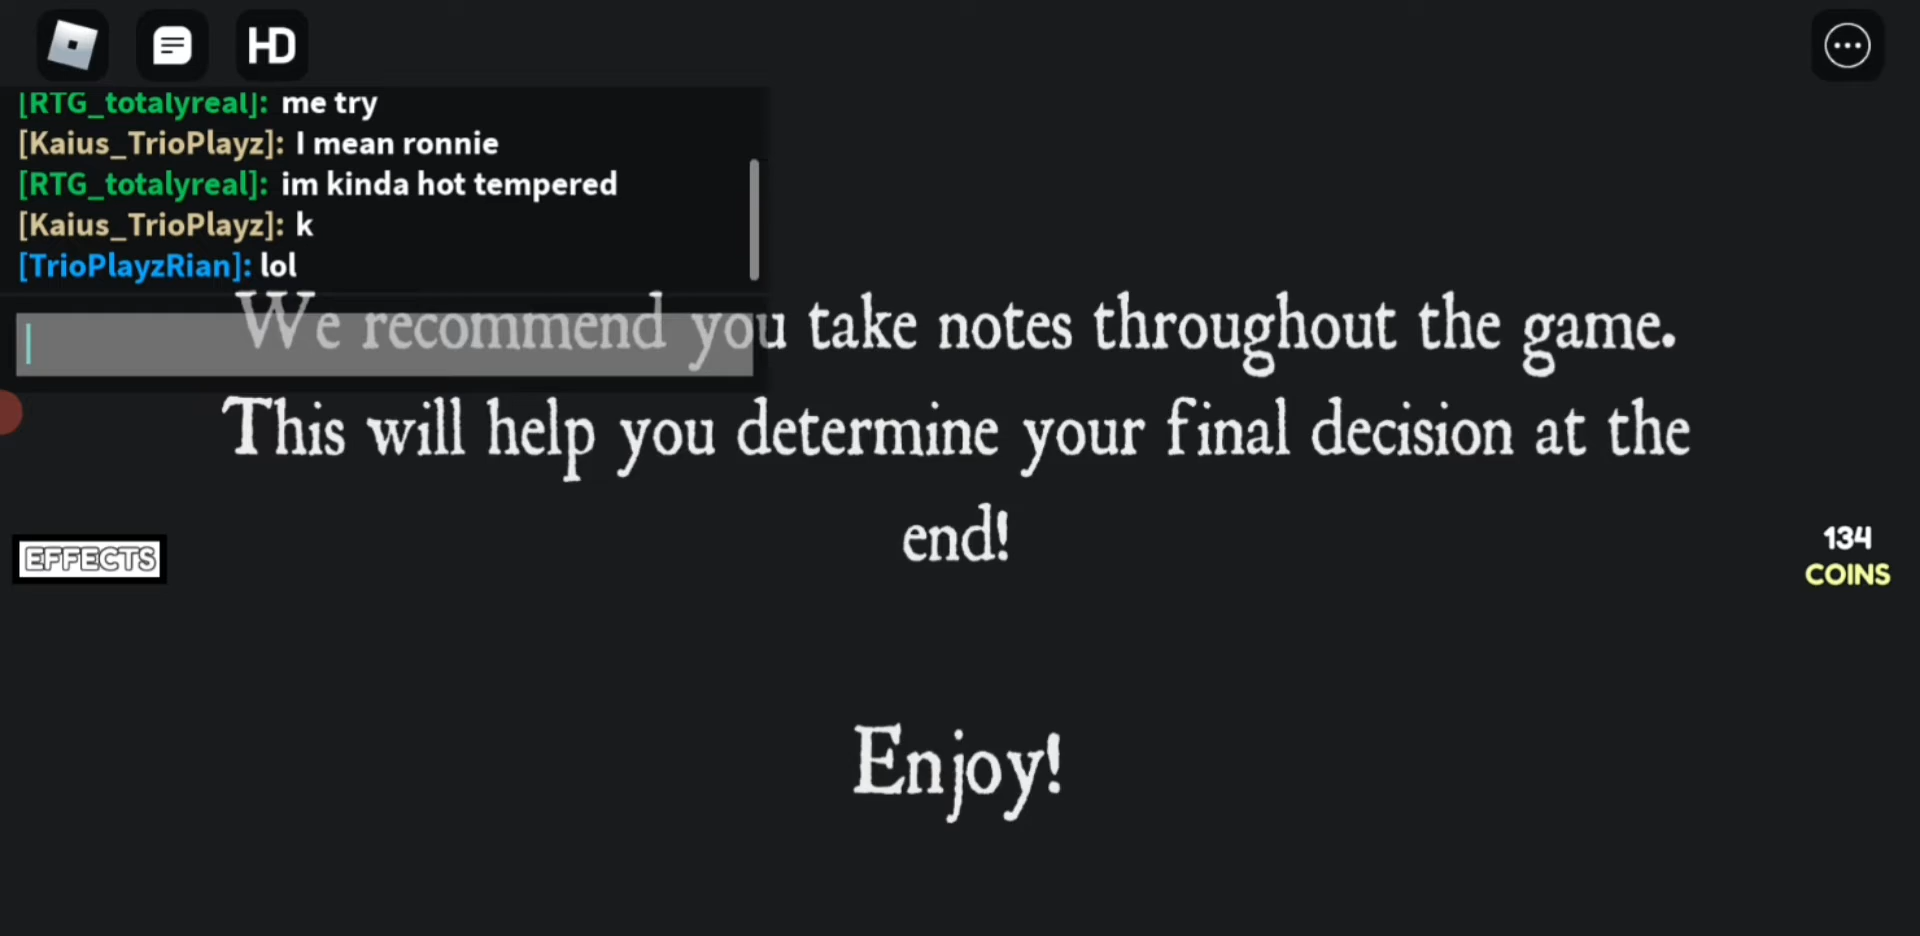 HD
[RTG_totalyreal]: me try
[Kaius_TrioPlayz]: I mean ronnie
[RTG_totalyreal]: im kinda hot tempered
[Kaius_TrioPlayz]: k
[TrioPlayzRian]: lol
We recommend you take notes throughout the game.
This will help you determine your final decision at the
end!
EFFECTS
134
COINS
Enjoy!